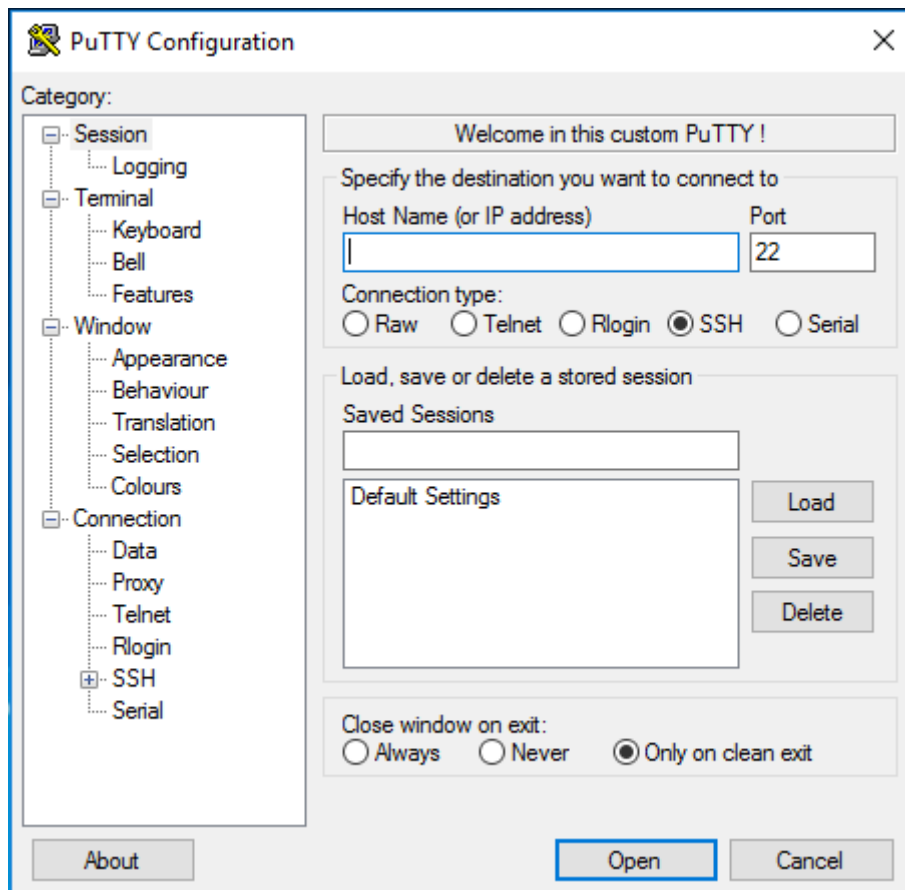 PuTTY Configuration
Category:
Session
Logging
Terminal
Keyboard
Bell
Features
Window
Appearance
Behaviour
Translation
Selection
Colours
Connection
Data
Proxy
Telnet
Rlogin
SSH
Serial
Welcome in this custom PuTTY !
Specify the destination you want to connect to
Host Name (or IP address) Port
22
Connection type:
Raw Telnet Rlogin SSH Serial
Load, save or delete a stored session
Saved Sessions
Default Settings
Load
Save
Delete
Close window on exit:
Always Never Only on clean exit
About Open Cancel